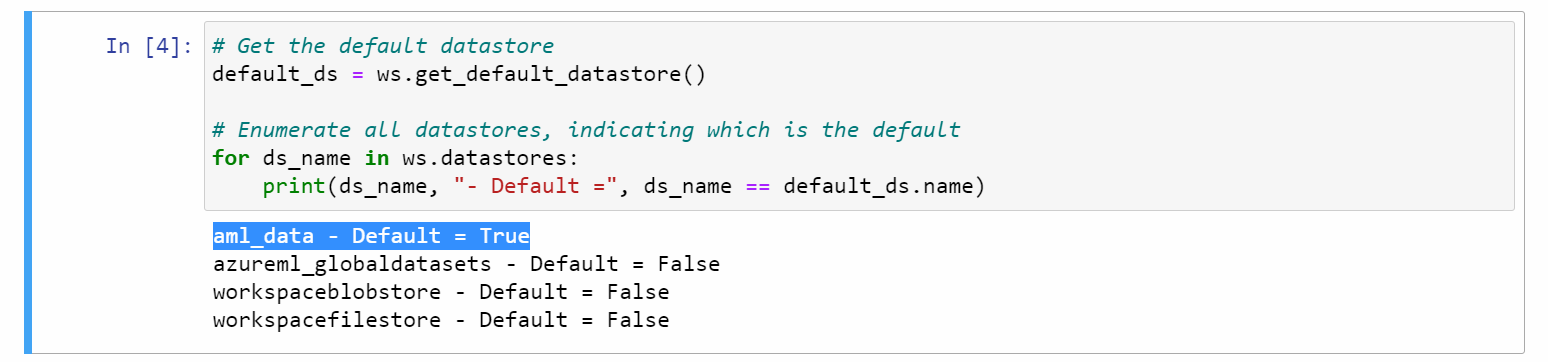 In [4]:
# Get the default datastore
default_ds = ws.get_default_datastore()
# Enumerate all datastores, indicating which is the default
for ds_name in ws.datastores:
    print(ds_name, "- Default =", ds_name == default_ds.name)
aml_data - Default = True
azureml_globaldatasets - Default = False
workspaceblobstore - Default = False
workspacefilestore - Default = False